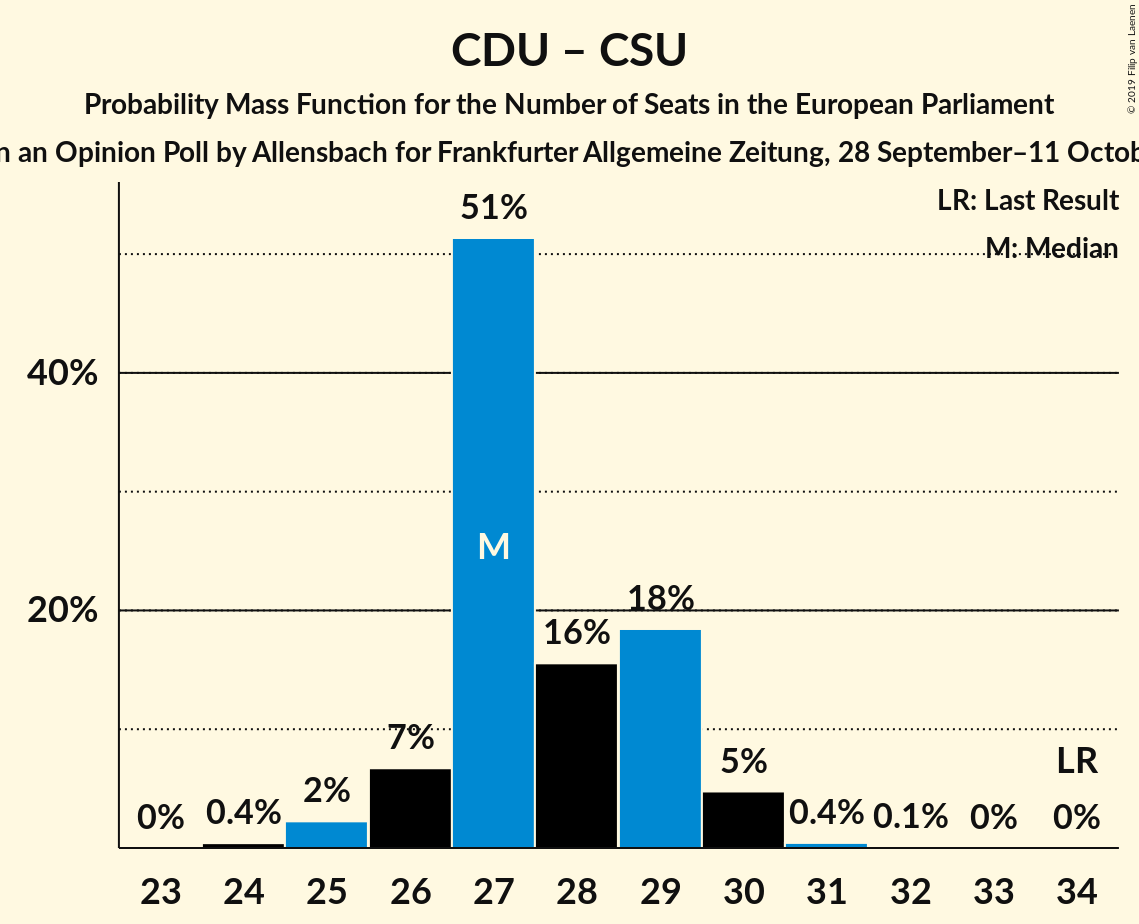 CDU – CSU
Probability Mass Function for the Number of Seats in the European Parliament
an Opinion Poll by Allensbach for Frankfurter Allgemeine Zeitung, 28 September–11
© 2019 Filip van Laenen
LR: Last Result
M: Median
51%
40%
M
20%
18%
16%
7%
5%
LR
2%
0%
0.4%
0.4%
0.1%
0%
0%
23 24 25 26 27 28 29 30 31 32 33 34